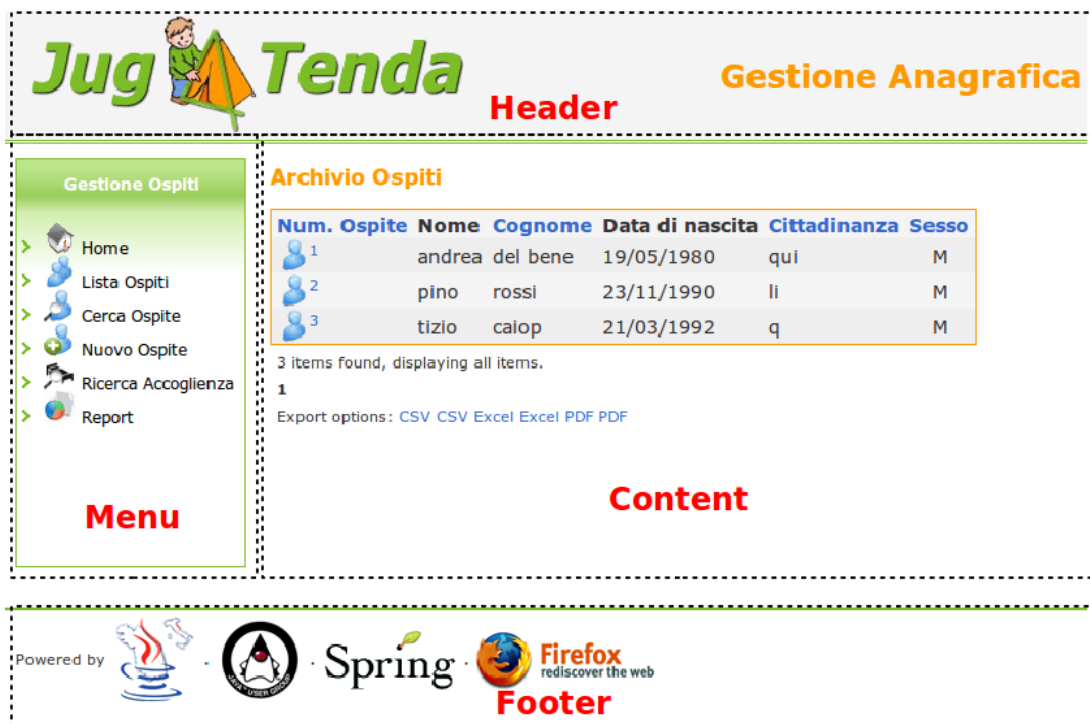 Jug Tenda
Gestione Anagrafica
Header
Gestione Ospiti
Home
Lista Ospiti
Cerca Ospite
Nuovo Ospite
Ricerca Accoglienza
Report
Menu
Archivio Ospiti
Num. Ospite Nome Cognome Data di nascita Cittadinanza Sesso
1 andrea del bene 19/05/1980 qui M
2 pino rossi 23/11/1990 li M
3 tizio caiop 21/03/1992 q M
3 items found, displaying all items.
1
Export options: CSV CSV Excel Excel PDF PDF
Content
Powered by
JAVA™ USER GROUP
Spring
Firefox
rediscover the web
Footer